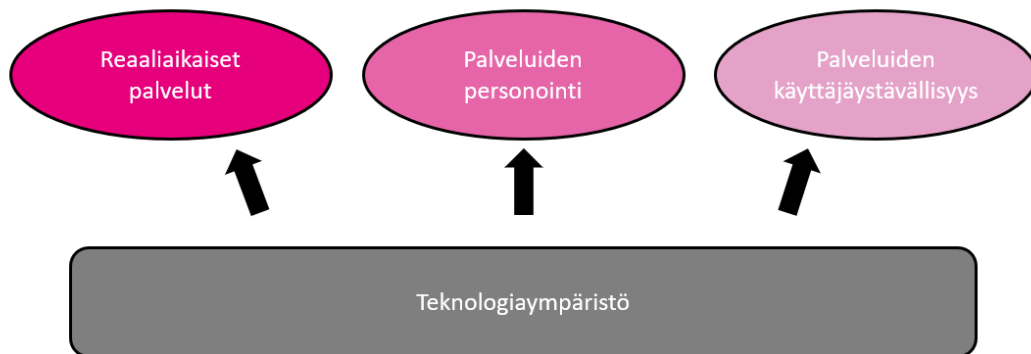 Reaaliaikaiset
palvelut
Palveluiden
personointi
Palveluiden
käyttäjäystävällisyys
Teknologiaympäristö